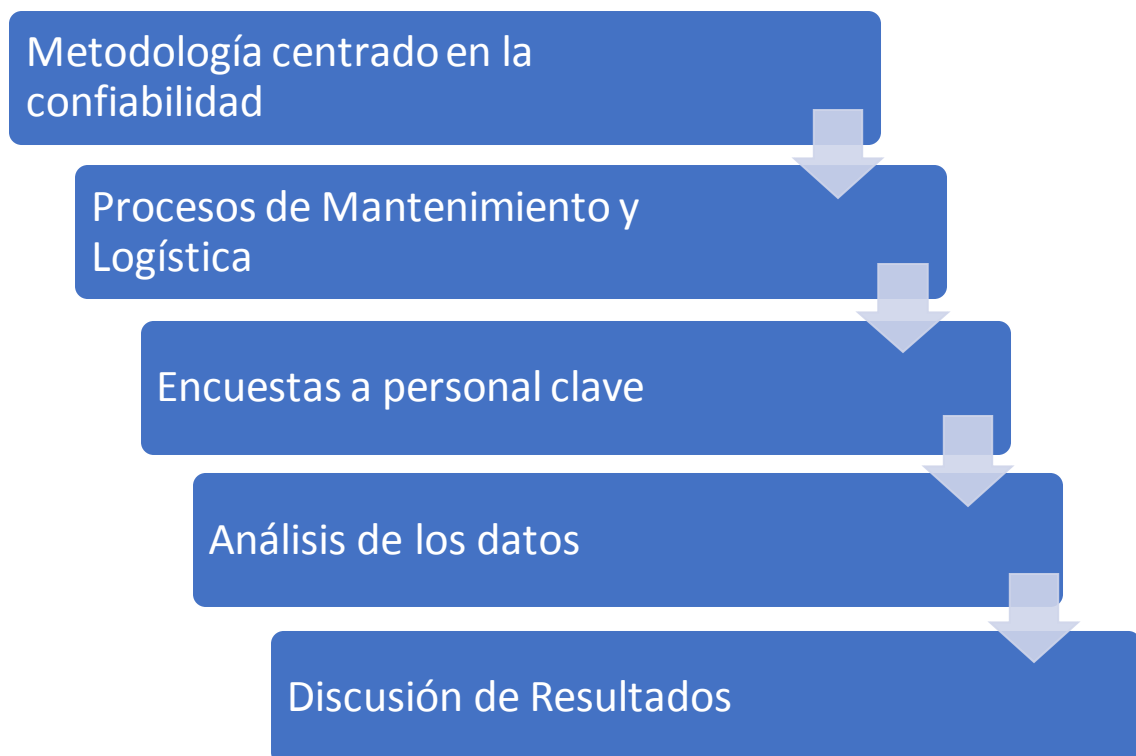 Metodología centrado en la
confiabilidad
Procesos de Mantenimiento y
Logística
Encuestas a personal clave
Análisis de los datos
Discusión de Resultados